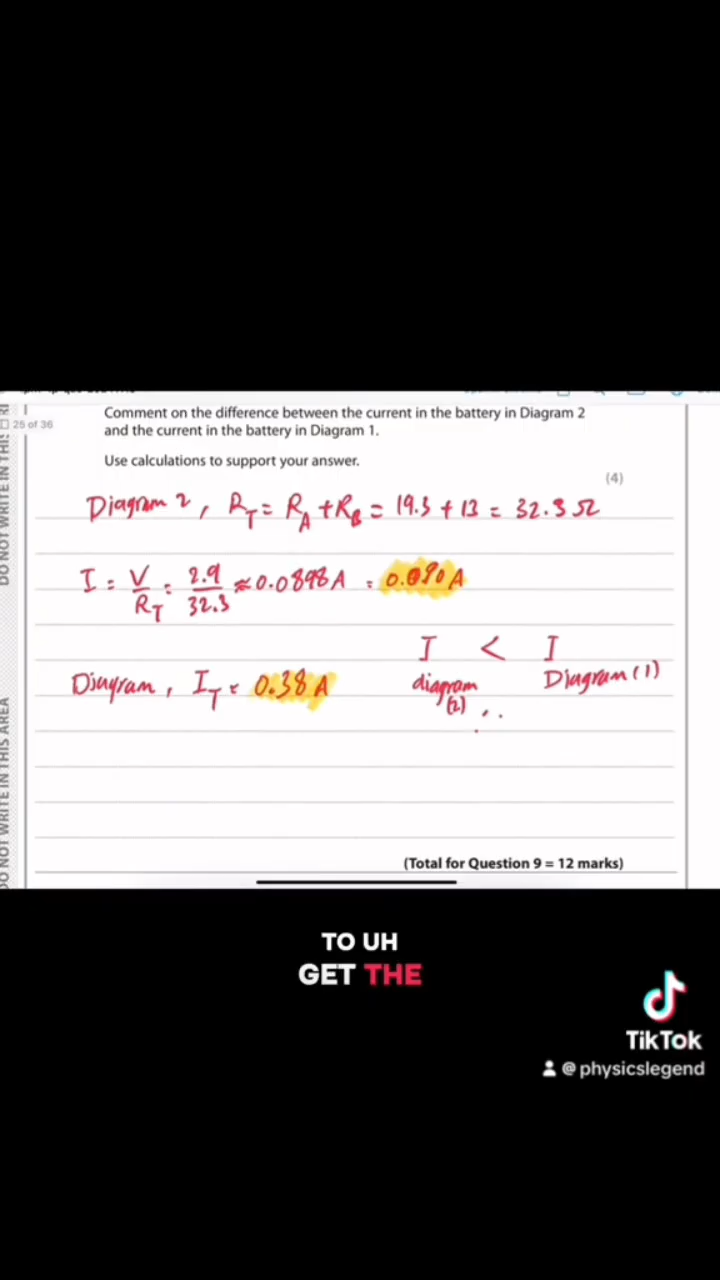 25 of 36
Comment on the difference between the current in the battery in Diagram 2
and the current in the battery in Diagram 1.
Use calculations to support your answer.
(4)
Diagram 2, R_T = R_A + R_B = 19.3 + 13 = 32.3 Ω
I = V/R_T = 2.9/32.3 ≈ 0.0898 A = 0.090 A
I < I
diagram (2) Diagram (1)
Diagram, I_T = 0.38 A
(Total for Question 9 = 12 marks)
DO NOT WRITE IN THIS AREA
TO UH
GET THE
TikTok
@physicslegend